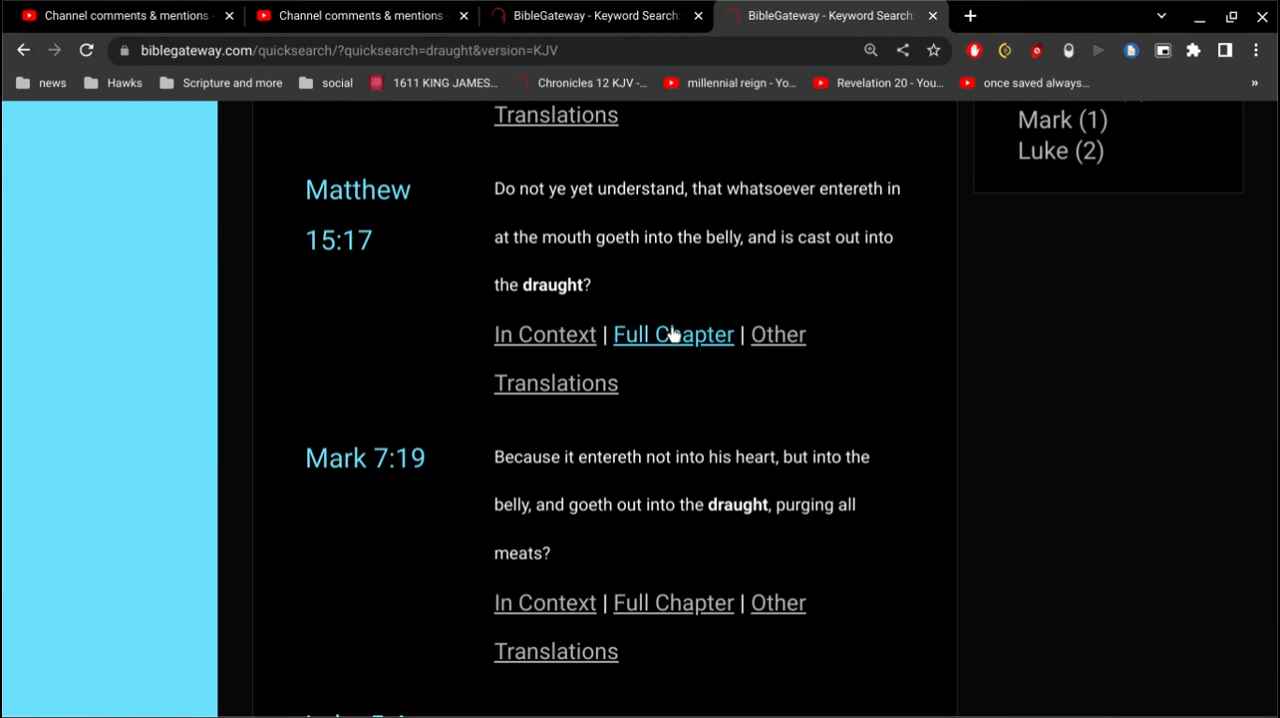 Channel comments & mentions
Channel comments & mentions
BibleGateway - Keyword Search:
BibleGateway - Keyword Search:
biblegateway.com/quicksearch/?quicksearch=draught&version=KJV
news
Hawks
Scripture and more
social
1611 KING JAMES...
Chronicles 12 KJV -...
millennial reign - Yo...
Revelation 20 - You...
once saved always...
»
Translations
Mark (1)
Luke (2)
Matthew
15:17
Do not ye yet understand, that whatsoever entereth in
at the mouth goeth into the belly, and is cast out into
the draught?
In Context | Full Chapter | Other
Translations
Mark 7:19
Because it entereth not into his heart, but into the
belly, and goeth out into the draught, purging all
meats?
In Context | Full Chapter | Other
Translations